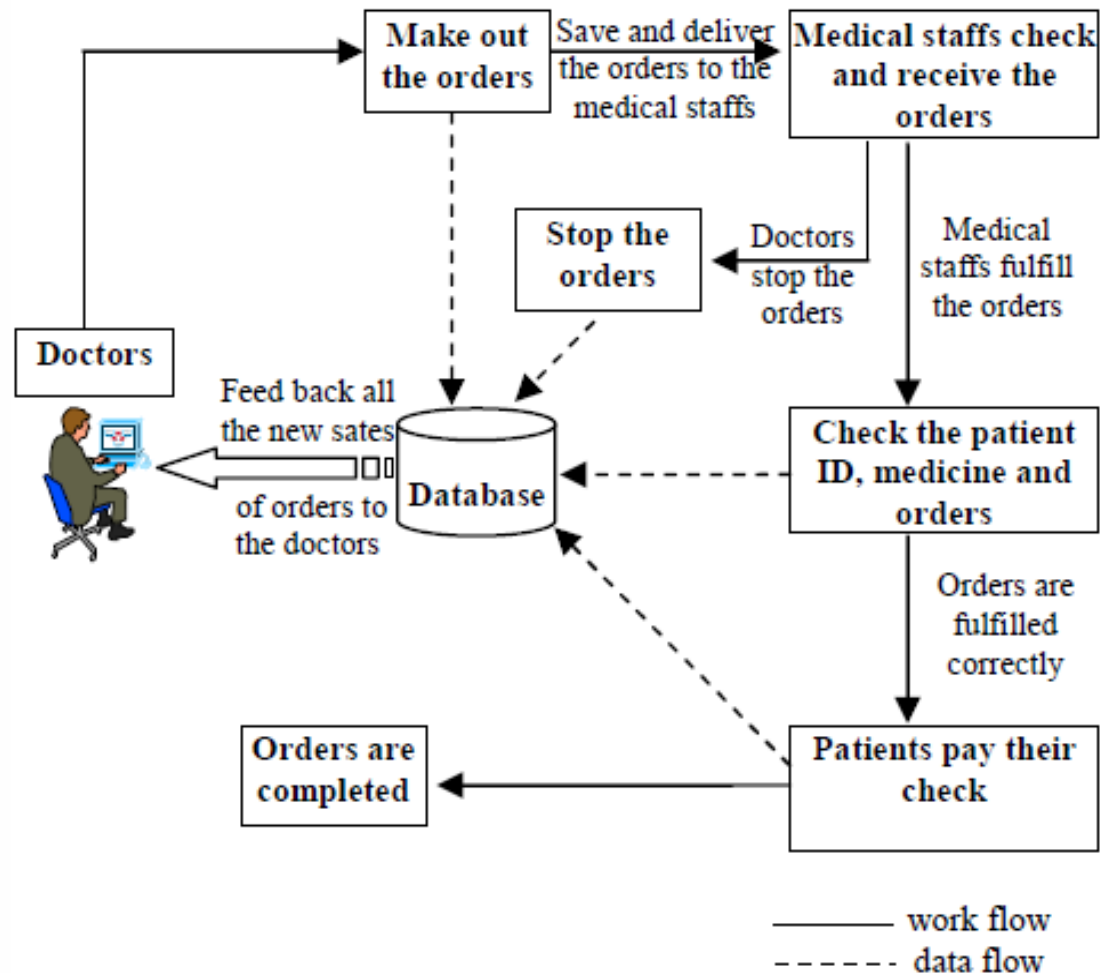 Make out
the orders
Save and deliver
the orders to the
medical staffs
Medical staffs check
and receive the
orders
Stop the
orders
Doctors
stop the
orders
Medical
staffs fulfill
the orders
Doctors
Feed back all
the new sates
of orders to
the doctors
Database
Check the patient
ID, medicine and
orders
Orders are
fulfilled
correctly
Orders are
completed
Patients pay their
check
work flow
data flow